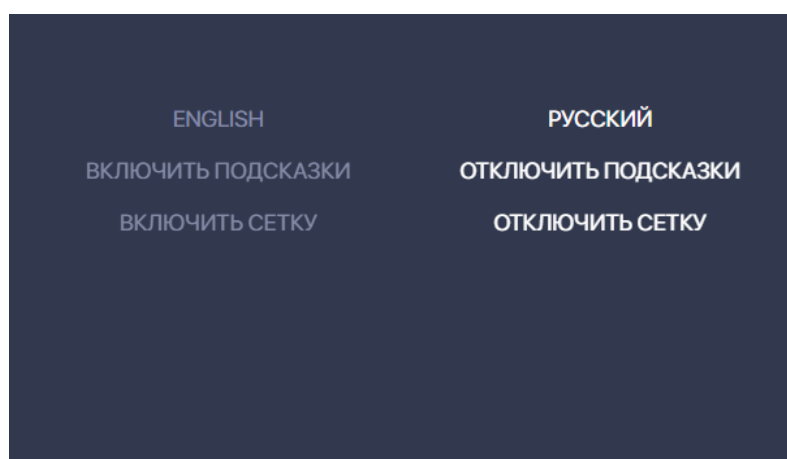 ENGLISH РУССКИЙ
ВКЛЮЧИТЬ ПОДСКАЗКИ ОТКЛЮЧИТЬ ПОДСКАЗКИ
ВКЛЮЧИТЬ СЕТКУ ОТКЛЮЧИТЬ СЕТКУ